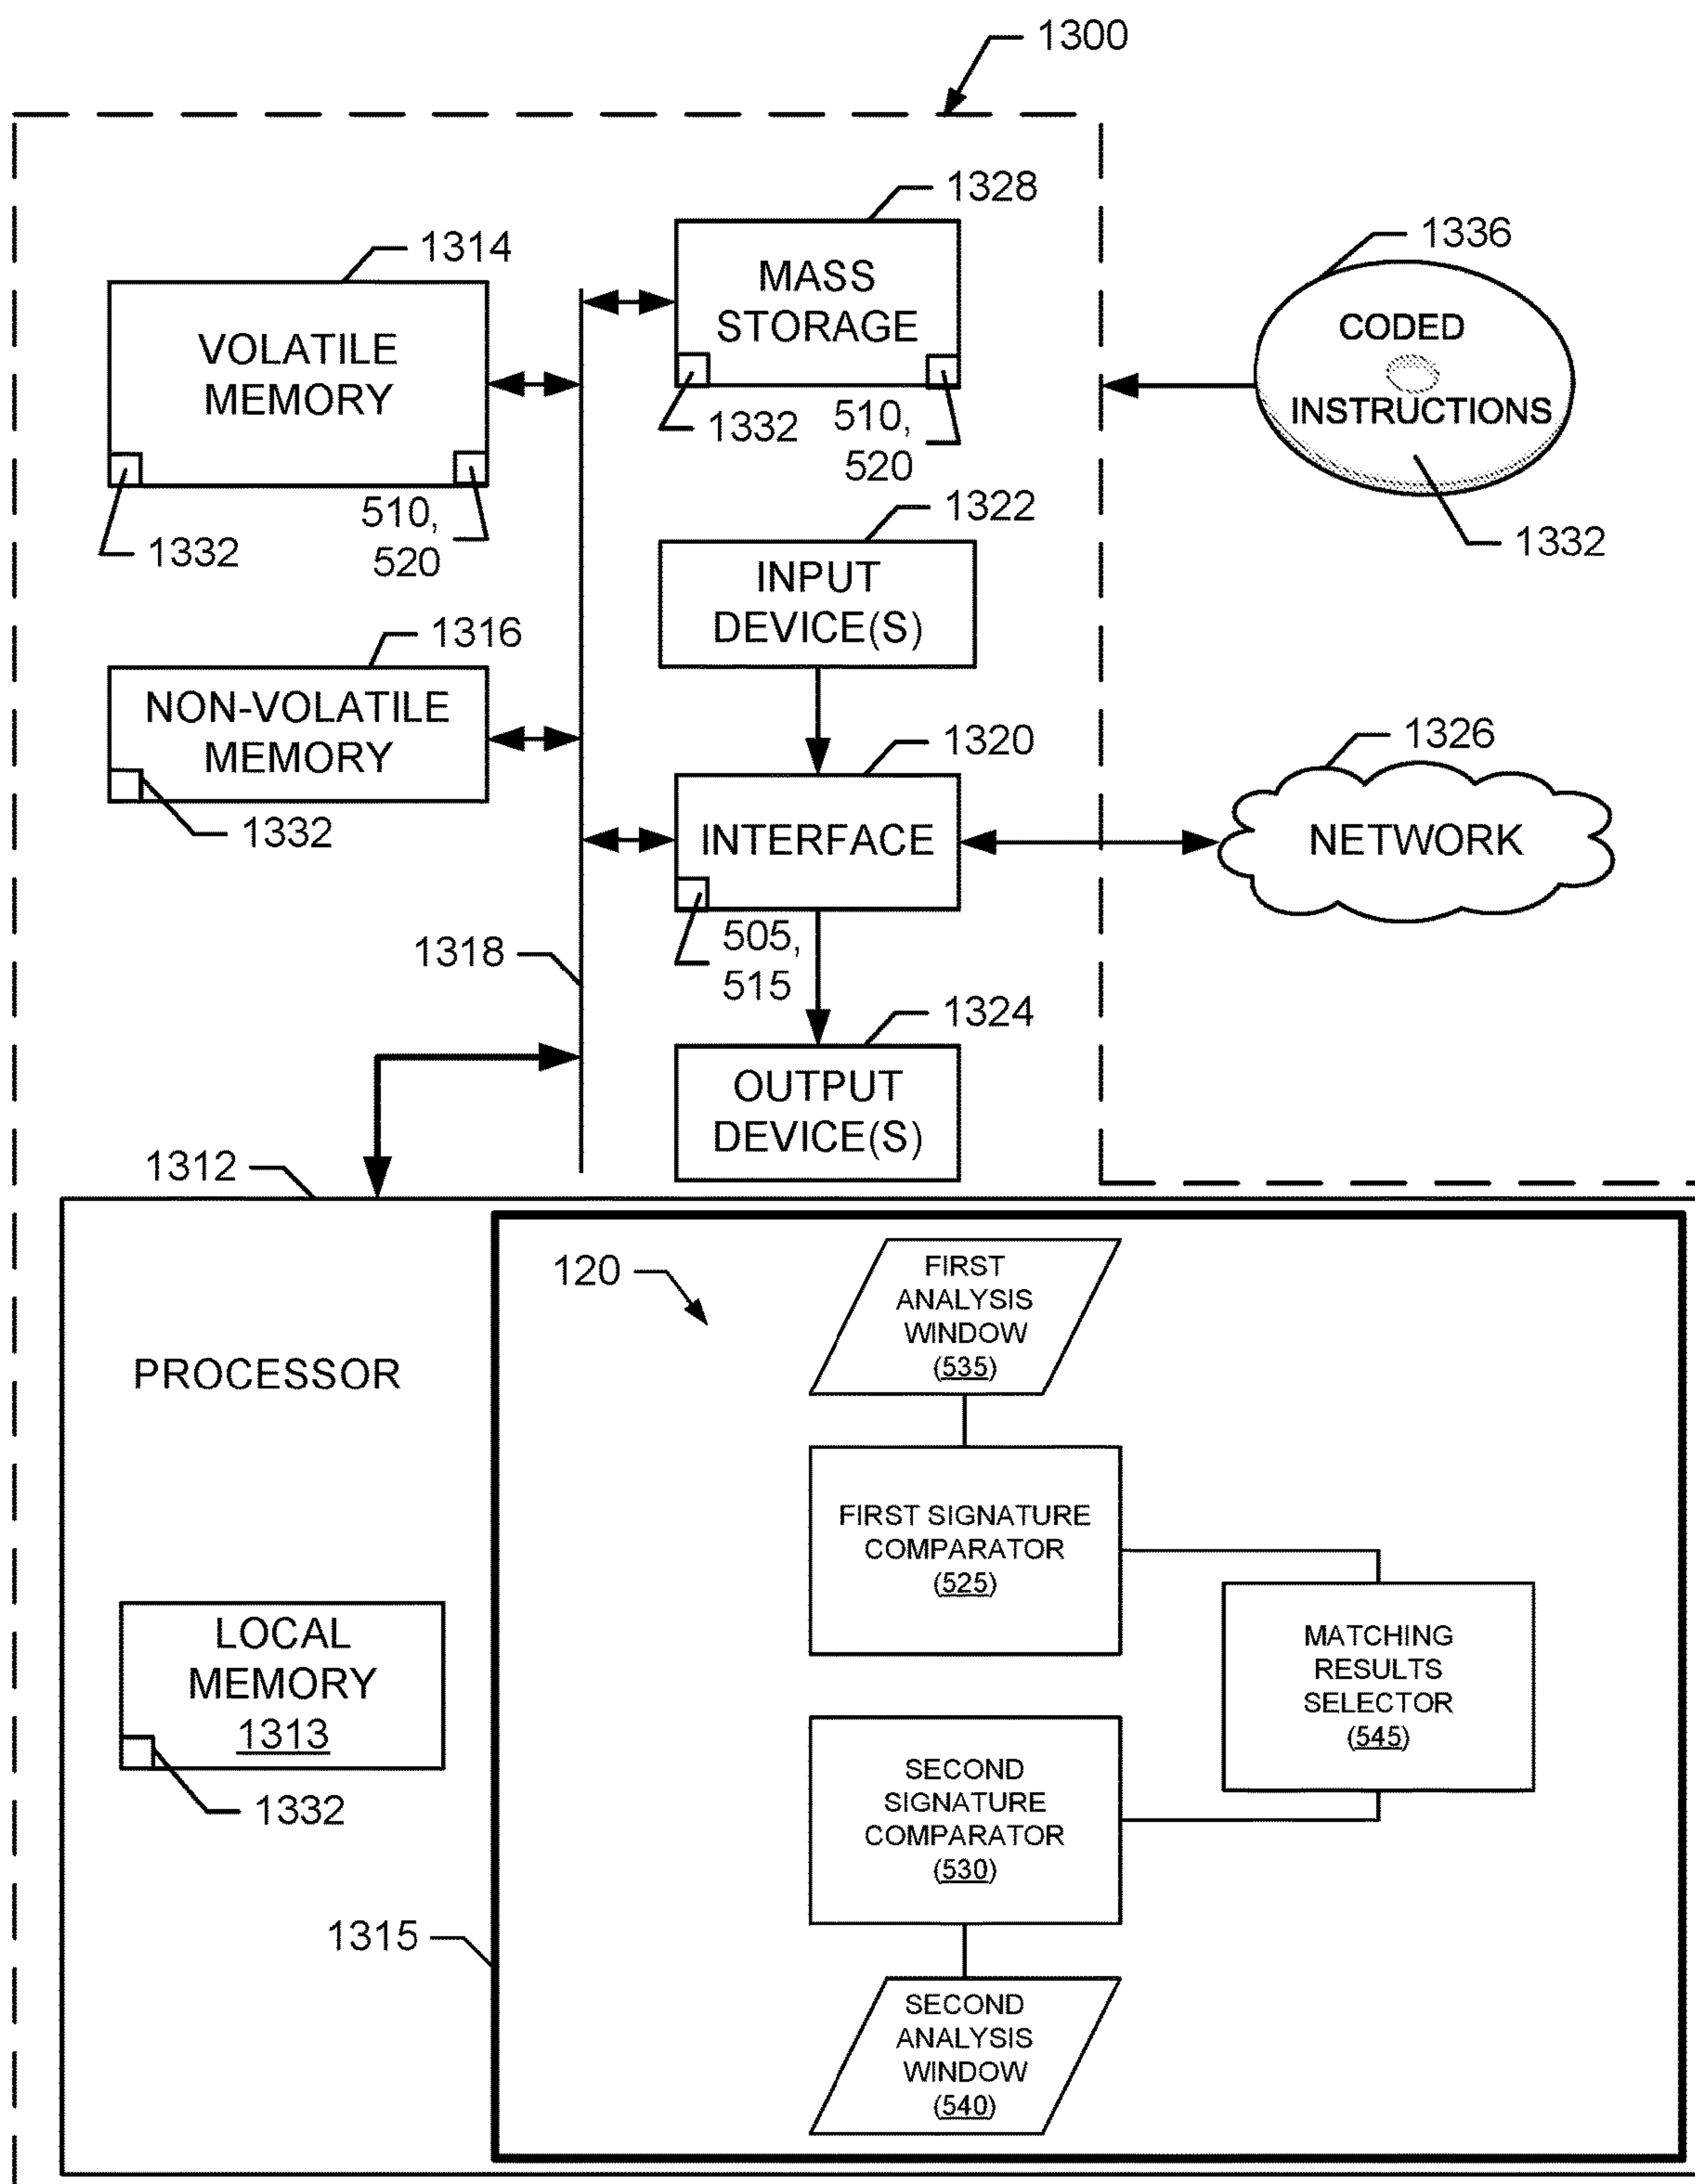 1300
1328
MASS
STORAGE
1332
510,
520
1314
VOLATILE
MEMORY
1332
510,
520
1336
CODED
INSTRUCTIONS
1332
1322
INPUT
DEVICE(S)
1316
NON-VOLATILE
MEMORY
1332
1320
INTERFACE
505,
515
1326
NETWORK
1318
1324
OUTPUT
DEVICE(S)
1312
PROCESSOR
LOCAL
MEMORY
1313
1332
1315
120
FIRST
ANALYSIS
WINDOW
(535)
FIRST SIGNATURE
COMPARATOR
(525)
MATCHING
RESULTS
SELECTOR
(545)
SECOND
SIGNATURE
COMPARATOR
(530)
SECOND
ANALYSIS
WINDOW
(540)